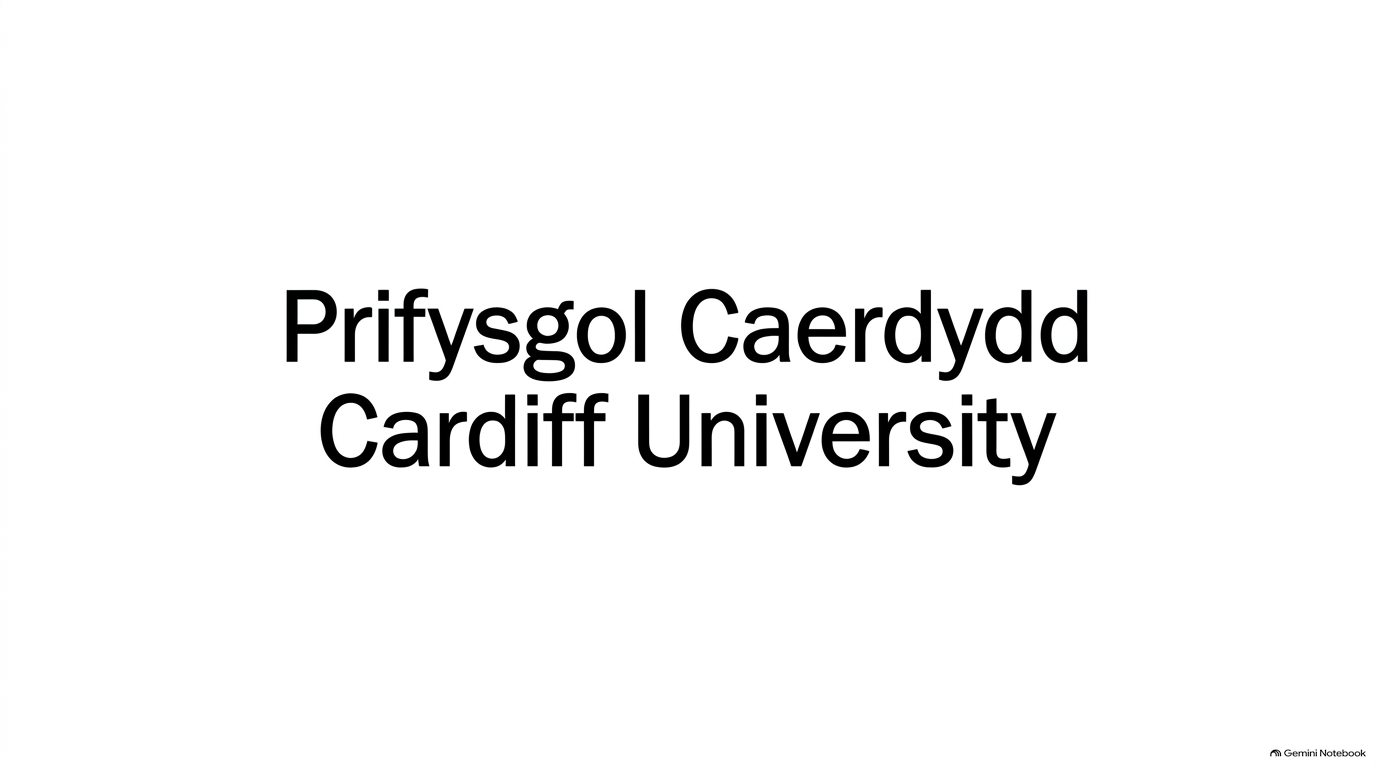 Prifysgol Caerdydd
Cardiff University
Gemini Notebook